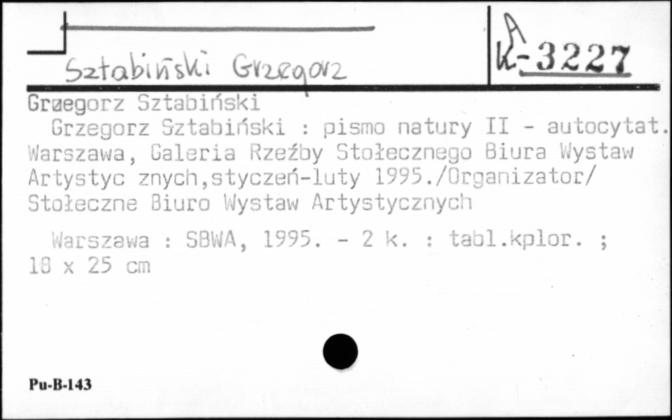 Sztabiński Grzegorz
A
K-3227
Grzegorz Sztabiński
Grzegorz Sztabiński : pismo natury II - autocytat.
Warszawa, Galeria Rzeźby Stołecznego Biura Wystaw
Artystyc znych,styczeń-luty 1995./Organizator/
Stołeczne Biuro Wystaw Artystycznych
Warszawa : SBWA, 1995. - 2 k. : tabl.kplor. ;
18 x 25 cm
Pu-B-143